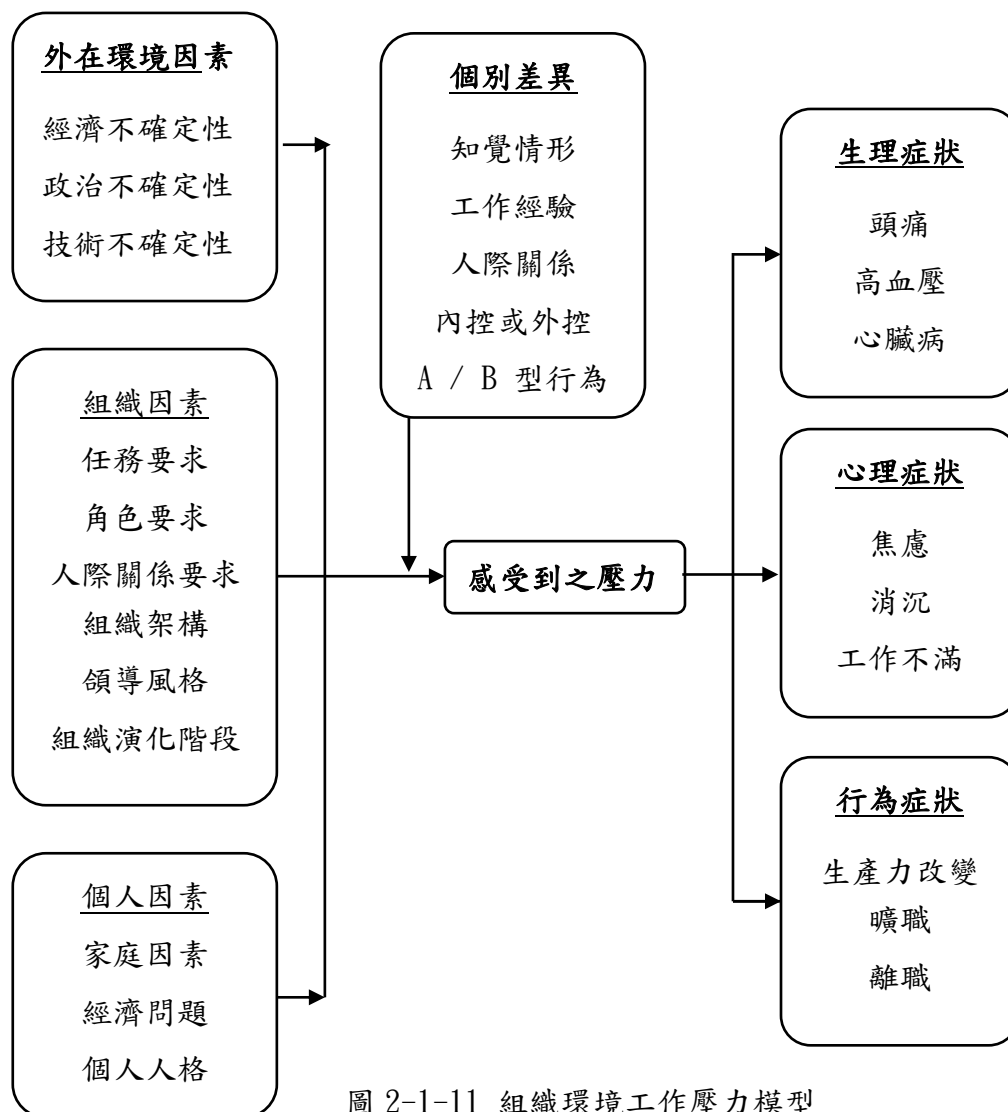 外在環境因素
經濟不確定性
政治不確定性
技術不確定性
組織因素
任務要求
角色要求
人際關係要求
組織架構
領導風格
組織演化階段
個人因素
家庭因素
經濟問題
個人人格
個別差異
知覺情形
工作經驗
人際關係
內控或外控
A / B 型行為
感受到之壓力
生理症狀
頭痛
高血壓
心臟病
心理症狀
焦慮
消沉
工作不滿
行為症狀
生產力改變
曠職
離職
圖 2-1-11 組織環境工作壓力模型